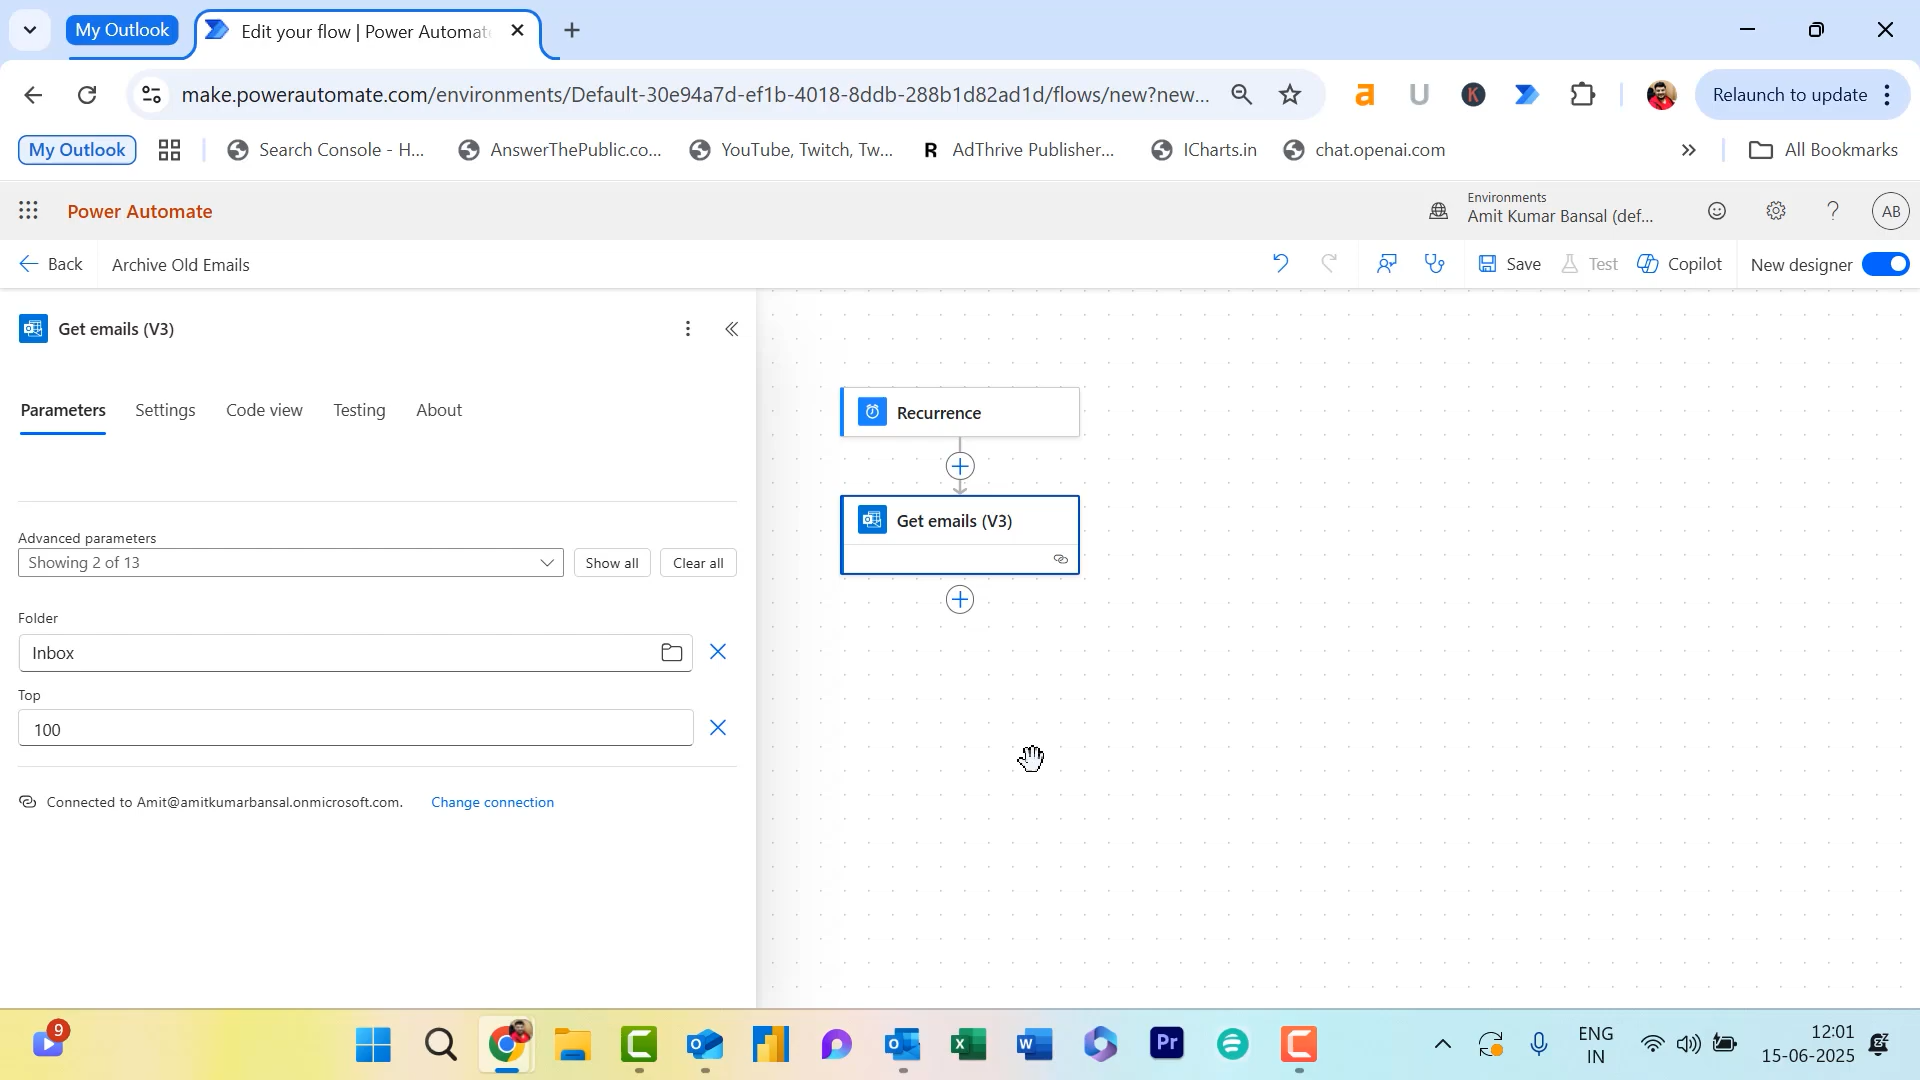 My Outlook
Edit your flow | Power Automat
make.powerautomate.com/environments/Default-30e94a7d-ef1b-4018-8ddb-288b1d82ad1d/flows/new?new...
a
U
K
Relaunch to update
My Outlook
Search Console - H...
AnswerThePublic.co...
YouTube, Twitch, Tw...
R
AdThrive Publisher...
ICharts.in
chat.openai.com
All Bookmarks
Power Automate
Environments
Amit Kumar Bansal (def...
?
AB
Back
Archive Old Emails
Save
Test
Copilot
New designer
Get emails (V3)
Parameters
Settings
Code view
Testing
About
Recurrence
Get emails (V3)
Advanced parameters
Showing 2 of 13
Show all
Clear all
Folder
Inbox
Top
100
Connected to Amit@amitkumarbansal.onmicrosoft.com.
Change connection
9
Pr
ENG
IN
12:01
15-06-2025